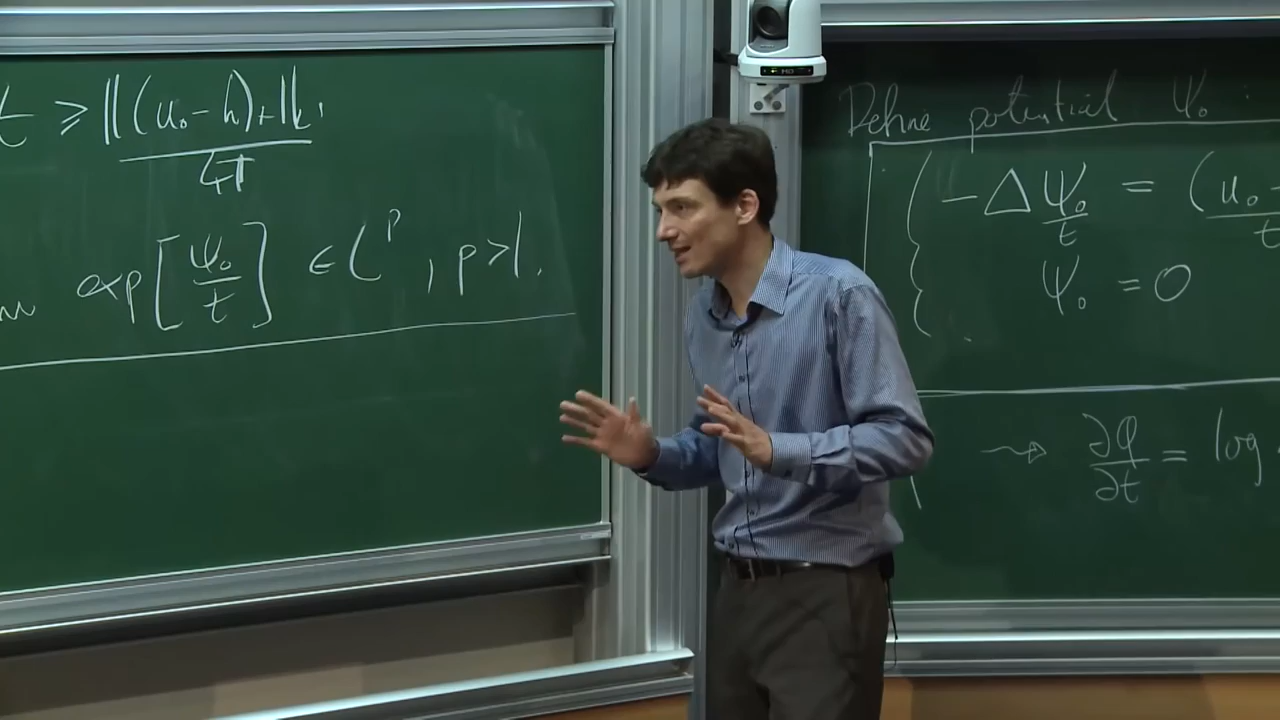 t ⩾ ||(u₀ - h)₊||_L¹ / 4π
exp[ψ₀/t] ∈ L^p , p>1.
Define potential ψ₀ :
-Δ ψ₀/t = (u₀ -
ψ₀ = 0
→ ∂φ/∂t = log